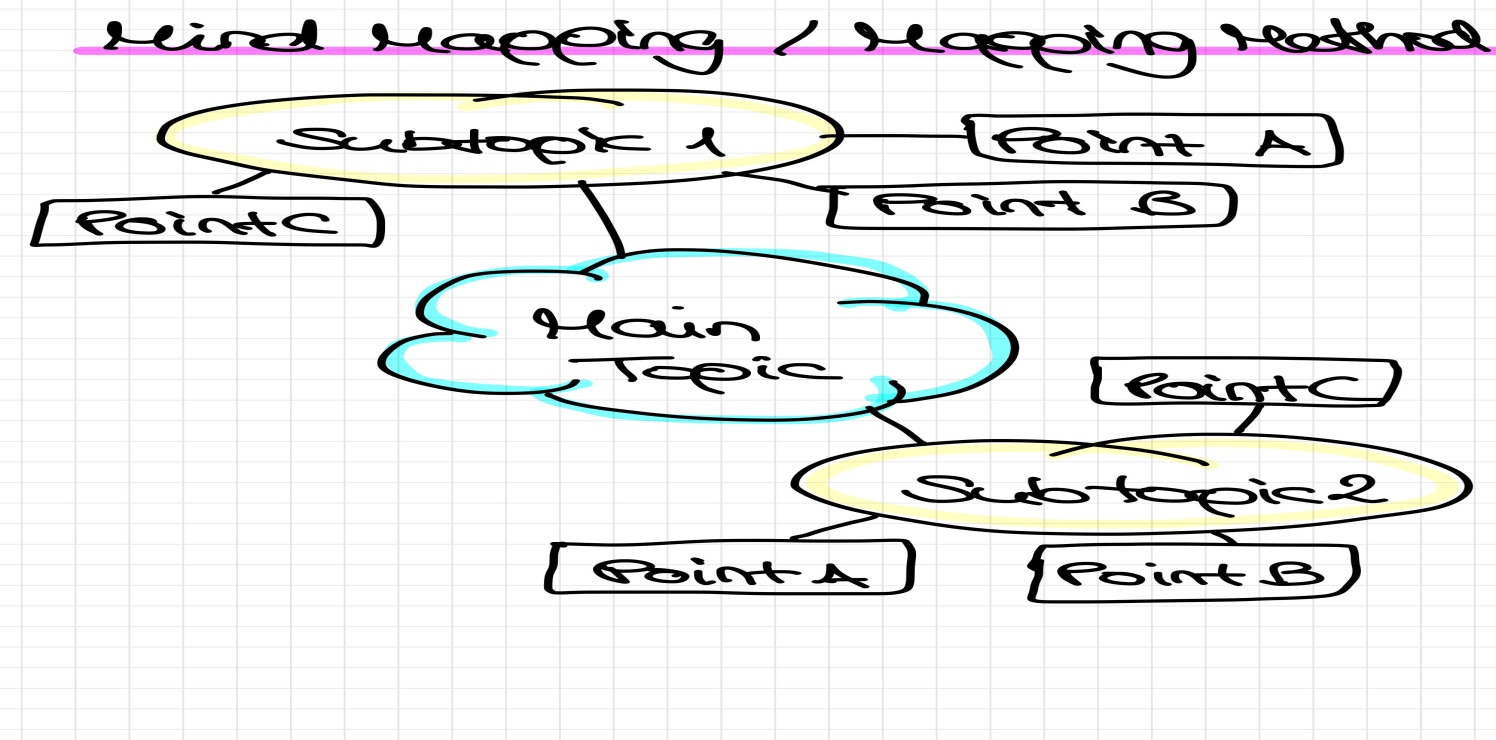 Mind Mapping / Mapping Method
Subtopic 1
Point A
Point B
Point C
Main
Topic
Point C
Subtopic 2
Point A
Point B